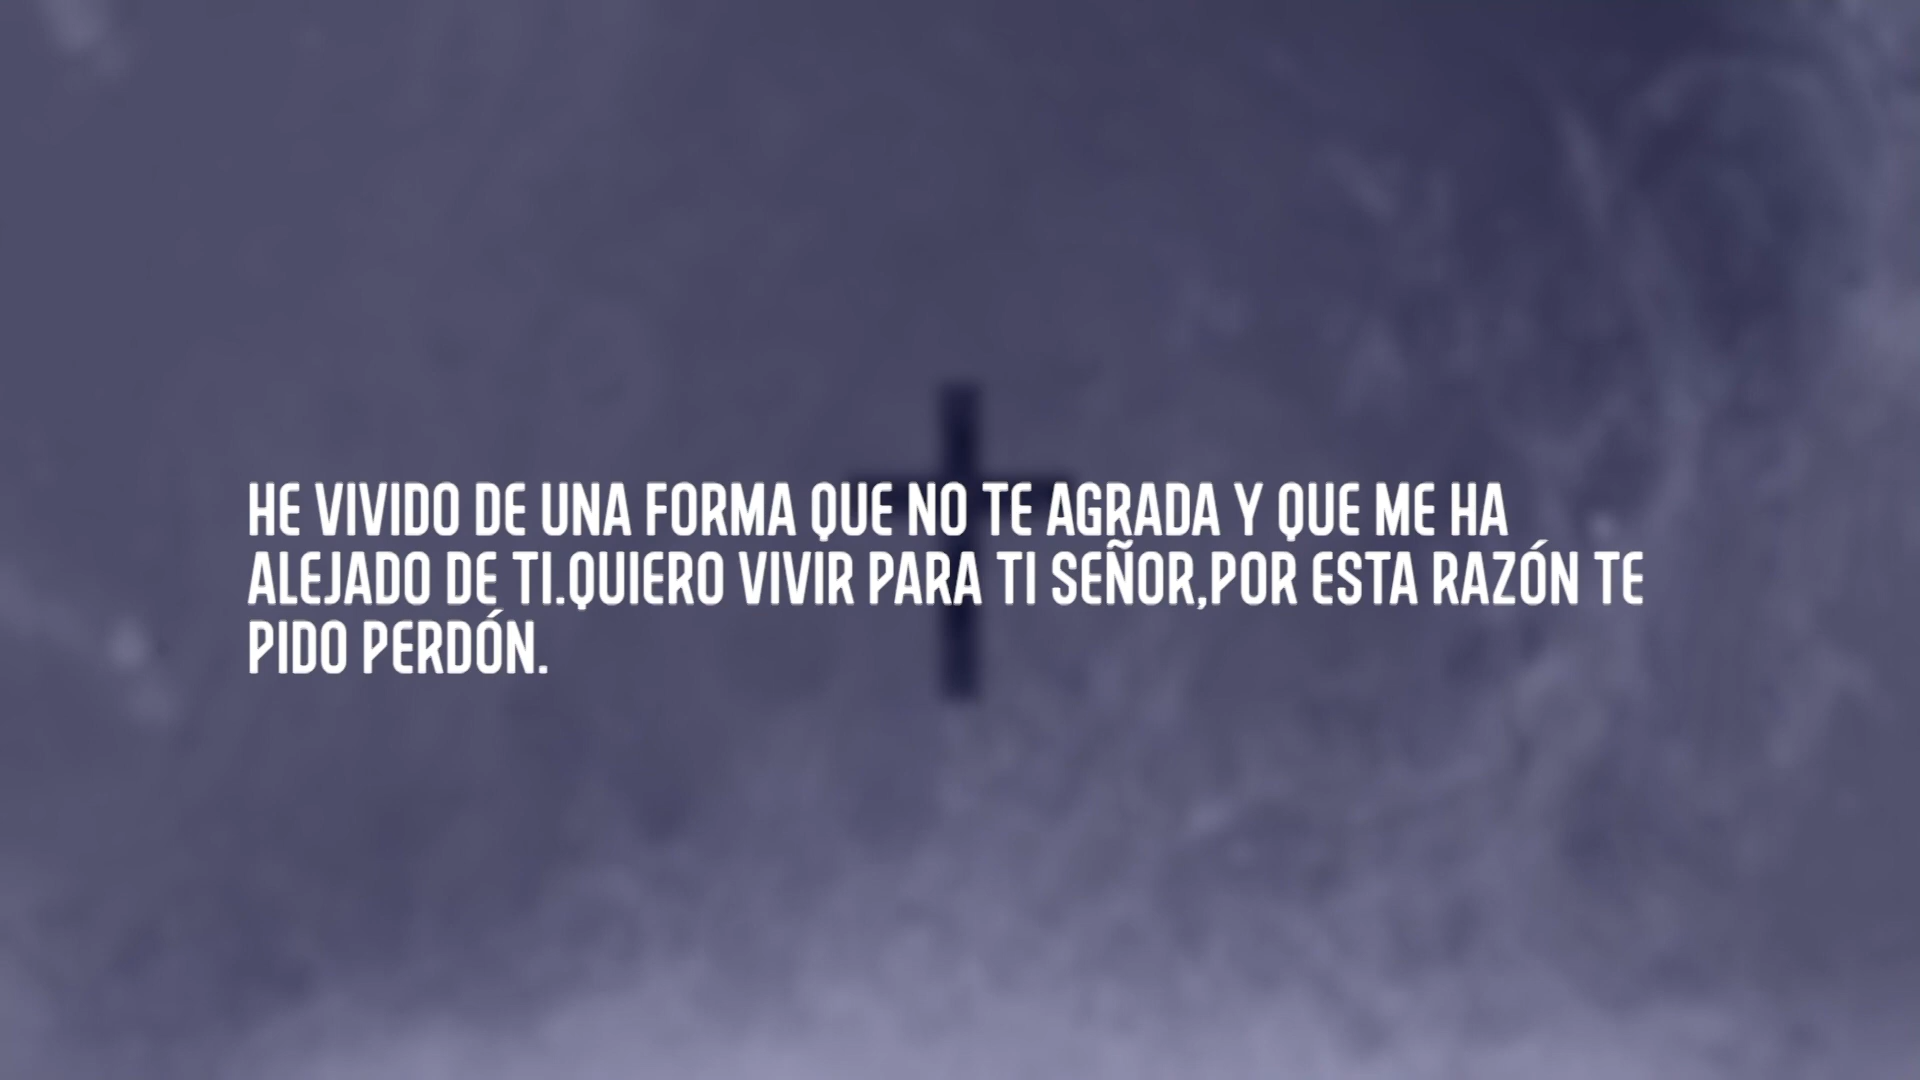 HE VIVIDO DE UNA FORMA QUE NO TE AGRADA Y QUE ME HA
ALEJADO DE TI.QUIERO VIVIR PARA TI SEÑOR,POR ESTA RAZÓN TE
PIDO PERDÓN.